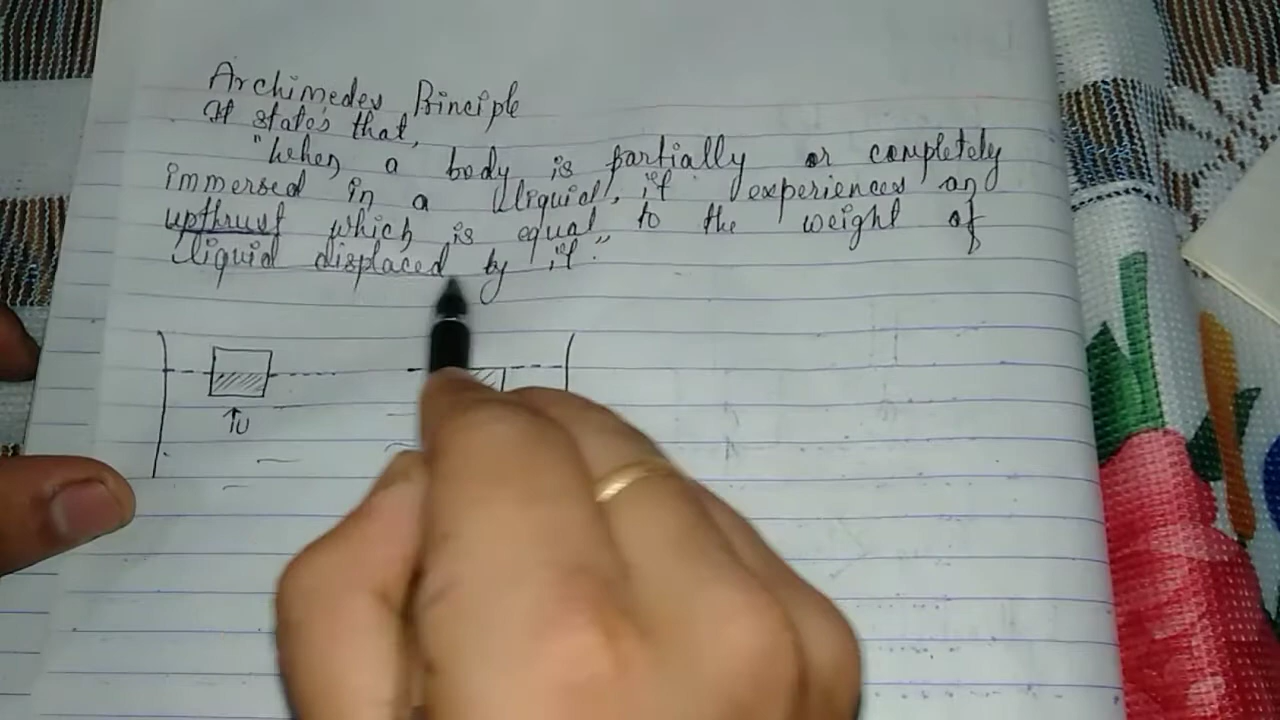 Archimedes Principle
It states that,
"When a body is partially or completely
immersed in a liquid, it experiences an
upthrust which is equal to the weight of
liquid displaced by it."
U